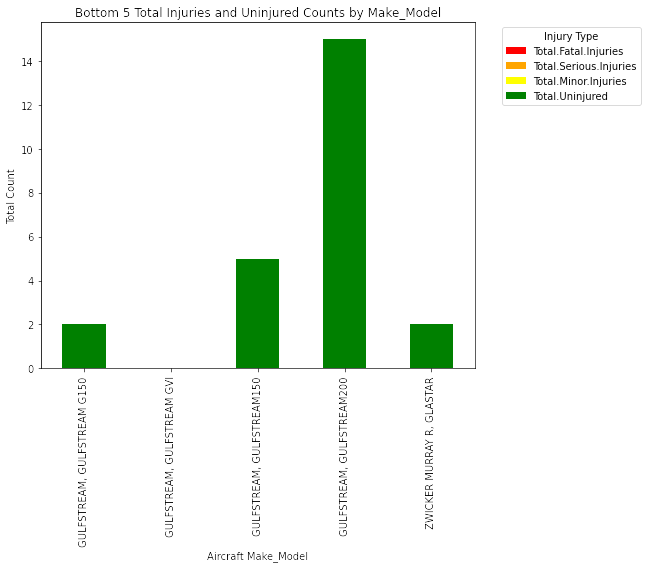 Bottom 5 Total Injuries and Uninjured Counts by Make_Model
Injury Type
Total.Fatal.Injuries
Total.Serious.Injuries
Total.Minor.Injuries
Total.Uninjured
Total Count
14
12
10
8
6
4
2
0
GULFSTREAM, GULFSTREAM G150
GULFSTREAM, GULFSTREAM GVI
GULFSTREAM, GULFSTREAM150
GULFSTREAM, GULFSTREAM200
ZWICKER MURRAY R. GLASTAR
Aircraft Make_Model